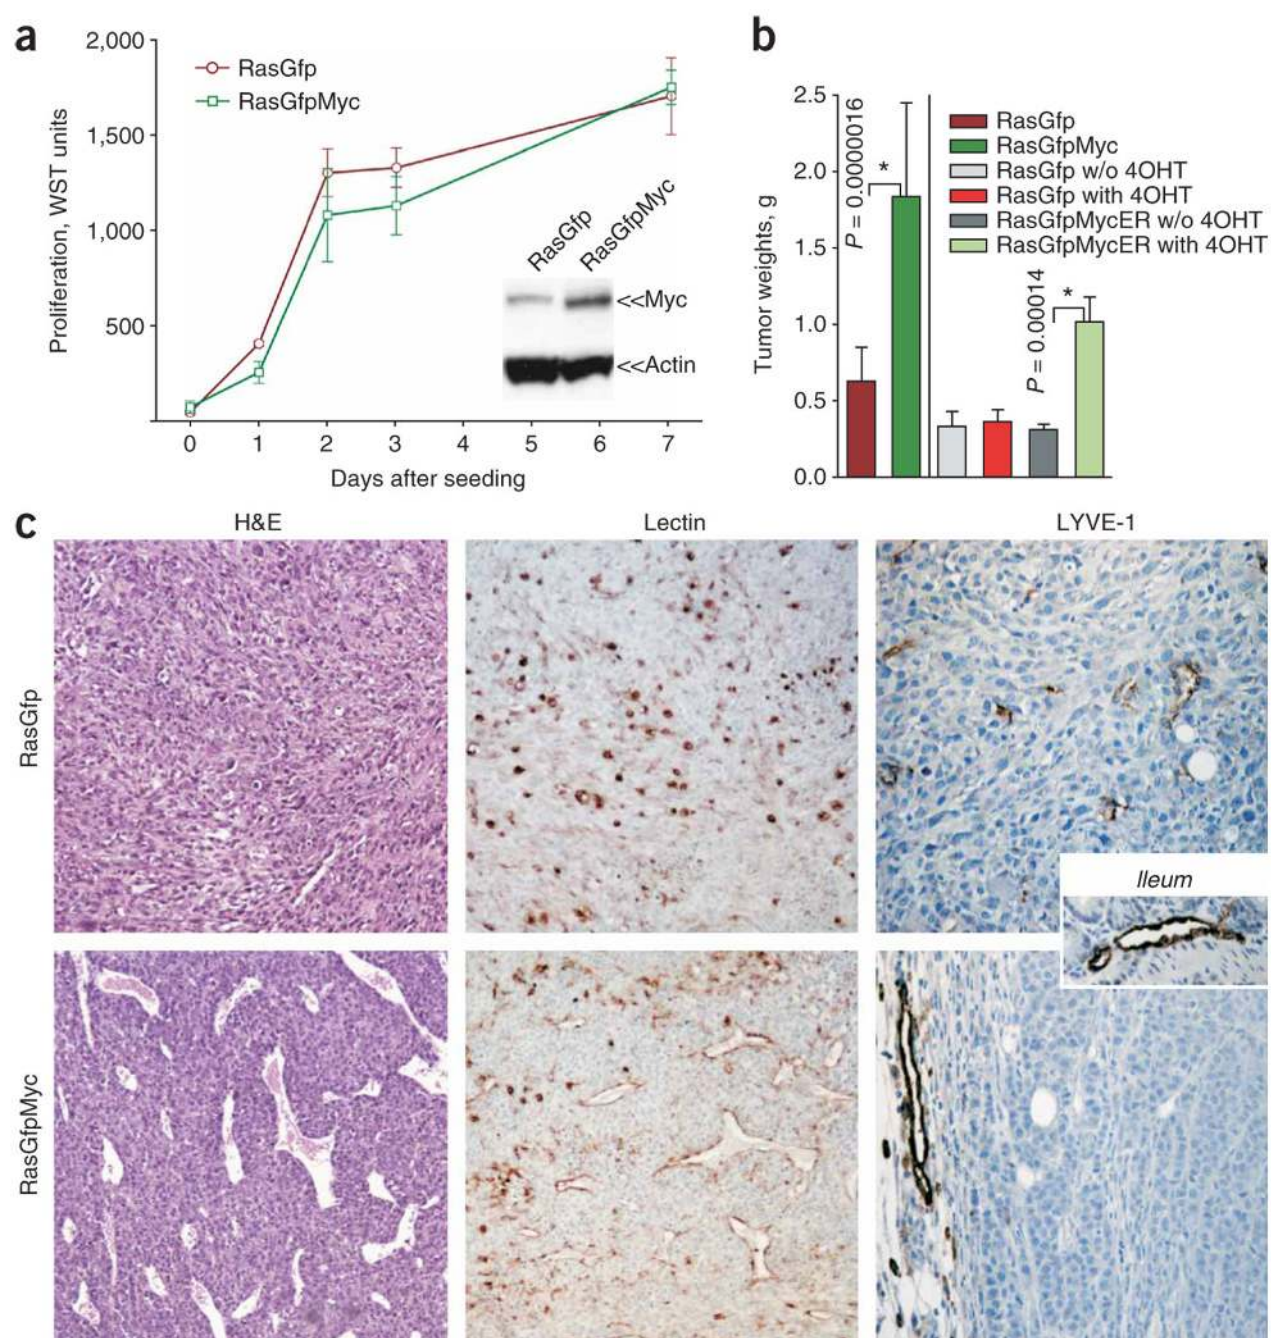 a
2,000
1,500
1,000
500
Proliferation, WST units
RasGfp
RasGfpMyc
RasGfp
RasGfpMyc
<<Myc
<<Actin
0 1 2 3 4 5 6 7
Days after seeding
b
2.5
2.0
1.5
1.0
0.5
0.0
Tumor weights, g
P = 0.0000016
*
RasGfp
RasGfpMyc
RasGfp w/o 4OHT
RasGfp with 4OHT
RasGfpMycER w/o 4OHT
RasGfpMycER with 4OHT
P = 0.00014
*
c
H&E Lectin LYVE-1
RasGfp
Ileum
RasGfpMyc